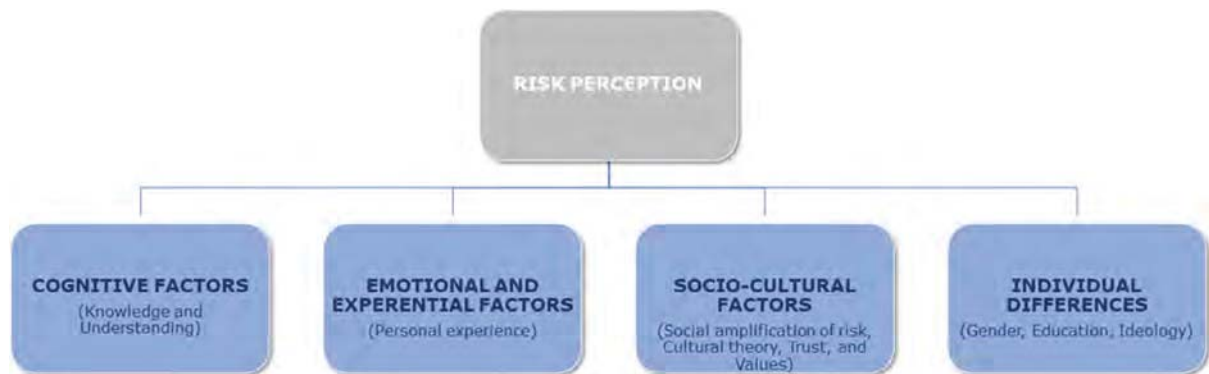 RISK PERCEPTION
COGNITIVE FACTORS
(Knowledge and
Understanding)
EMOTIONAL AND
EXPERENTIAL FACTORS
(Personal experience)
SOCIO-CULTURAL
FACTORS
(Social amplification of risk,
Cultural theory, Trust, and
Values)
INDIVIDUAL
DIFFERENCES
(Gender, Education, Ideology)